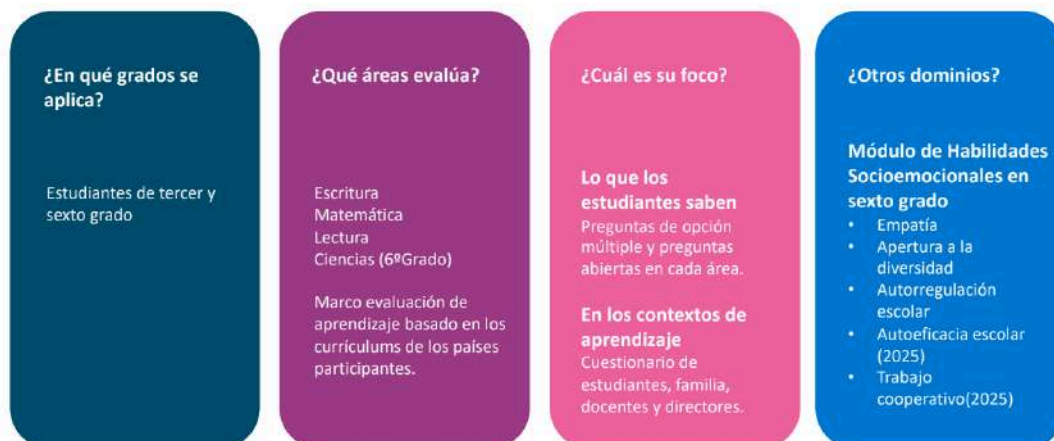 ¿En qué grados se
aplica?
Estudiantes de tercer y
sexto grado
¿Qué áreas evalúa?
Escritura
Matemática
Lectura
Ciencias (6ºGrado)
Marco evaluación de
aprendizaje basado en los
currículums de los países
participantes.
¿Cuál es su foco?
Lo que los
estudiantes saben
Preguntas de opción
múltiple y preguntas
abiertas en cada área.
En los contextos de
aprendizaje
Cuestionario de
estudiantes, familia,
docentes y directores.
¿Otros dominios?
Módulo de Habilidades
Socioemocionales en
sexto grado
• Empatía
• Apertura a la
diversidad
• Autorregulación
escolar
• Autoeficacia escolar
(2025)
• Trabajo
cooperativo(2025)